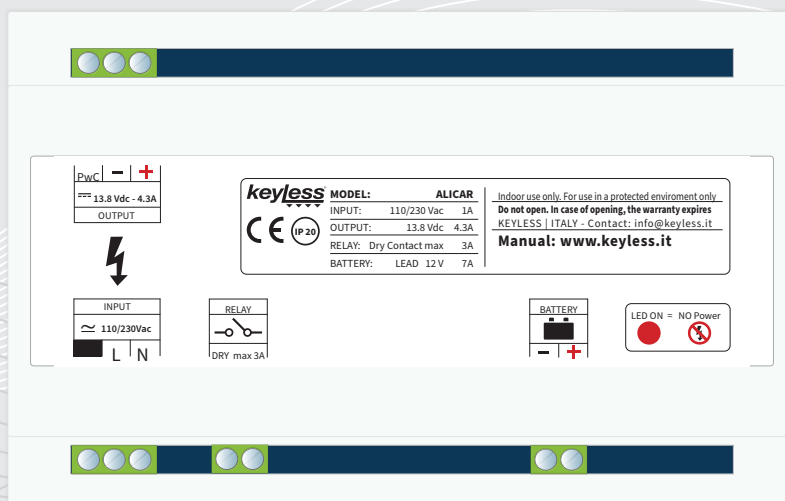 PwC - +
13.8 Vdc - 4.3A
OUTPUT
INPUT
110/230Vac
L N
RELAY
DRY max 3A
keyless
CE IP 20
MODEL: ALICAR
INPUT: 110/230 Vac 1A
OUTPUT: 13.8 Vdc 4.3A
RELAY: Dry Contact max 3A
BATTERY: LEAD 12 V 7A
Indoor use only. For use in a protected enviroment only
Do not open. In case of opening, the warranty expires
KEYLESS | ITALY - Contact: info@keyless.it
Manual: www.keyless.it
BATTERY
- +
LED ON = NO Power